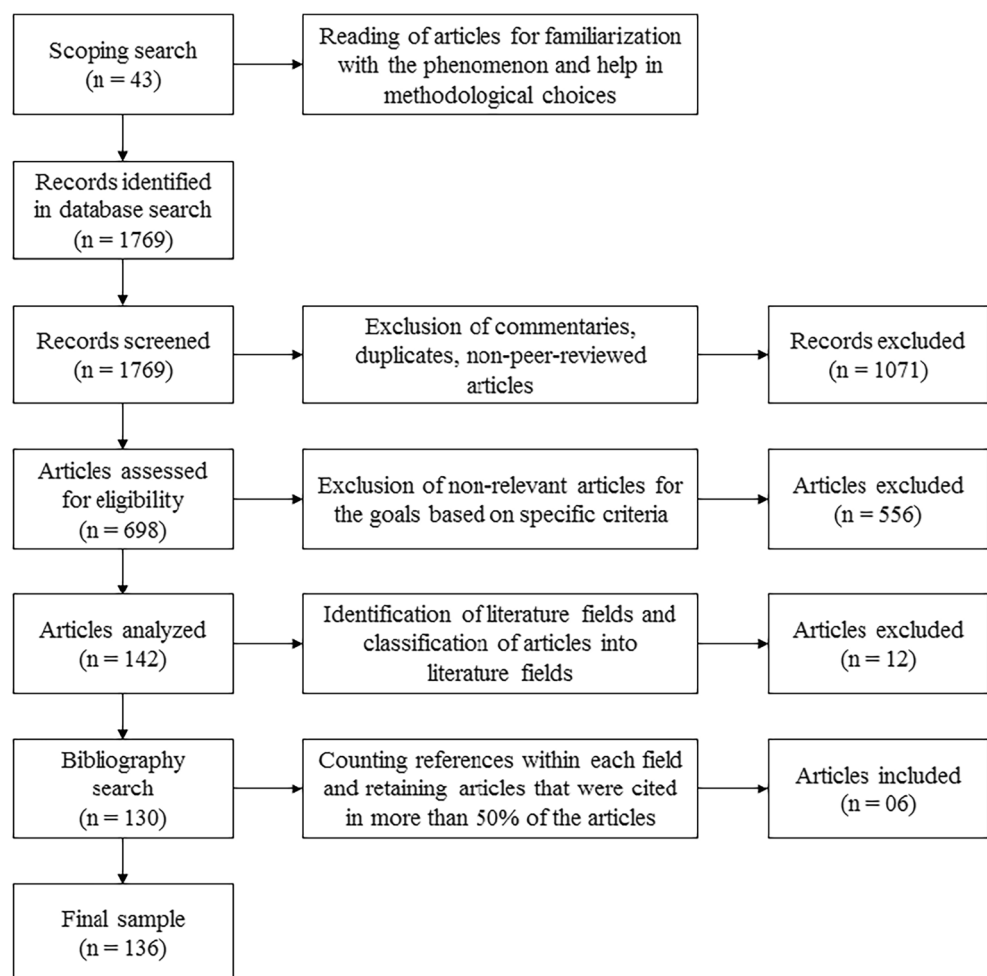 Scoping search
(n = 43)
Reading of articles for familiarization
with the phenomenon and help in
methodological choices
Records identified
in database search
(n = 1769)
Records screened
(n = 1769)
Exclusion of commentaries,
duplicates, non-peer-reviewed
articles
Records excluded
(n = 1071)
Articles assessed
for eligibility
(n = 698)
Exclusion of non-relevant articles for
the goals based on specific criteria
Articles excluded
(n = 556)
Articles analyzed
(n = 142)
Identification of literature fields and
classification of articles into
literature fields
Articles excluded
(n = 12)
Bibliography
search
(n = 130)
Counting references within each field
and retaining articles that were cited
in more than 50% of the articles
Articles included
(n = 06)
Final sample
(n = 136)